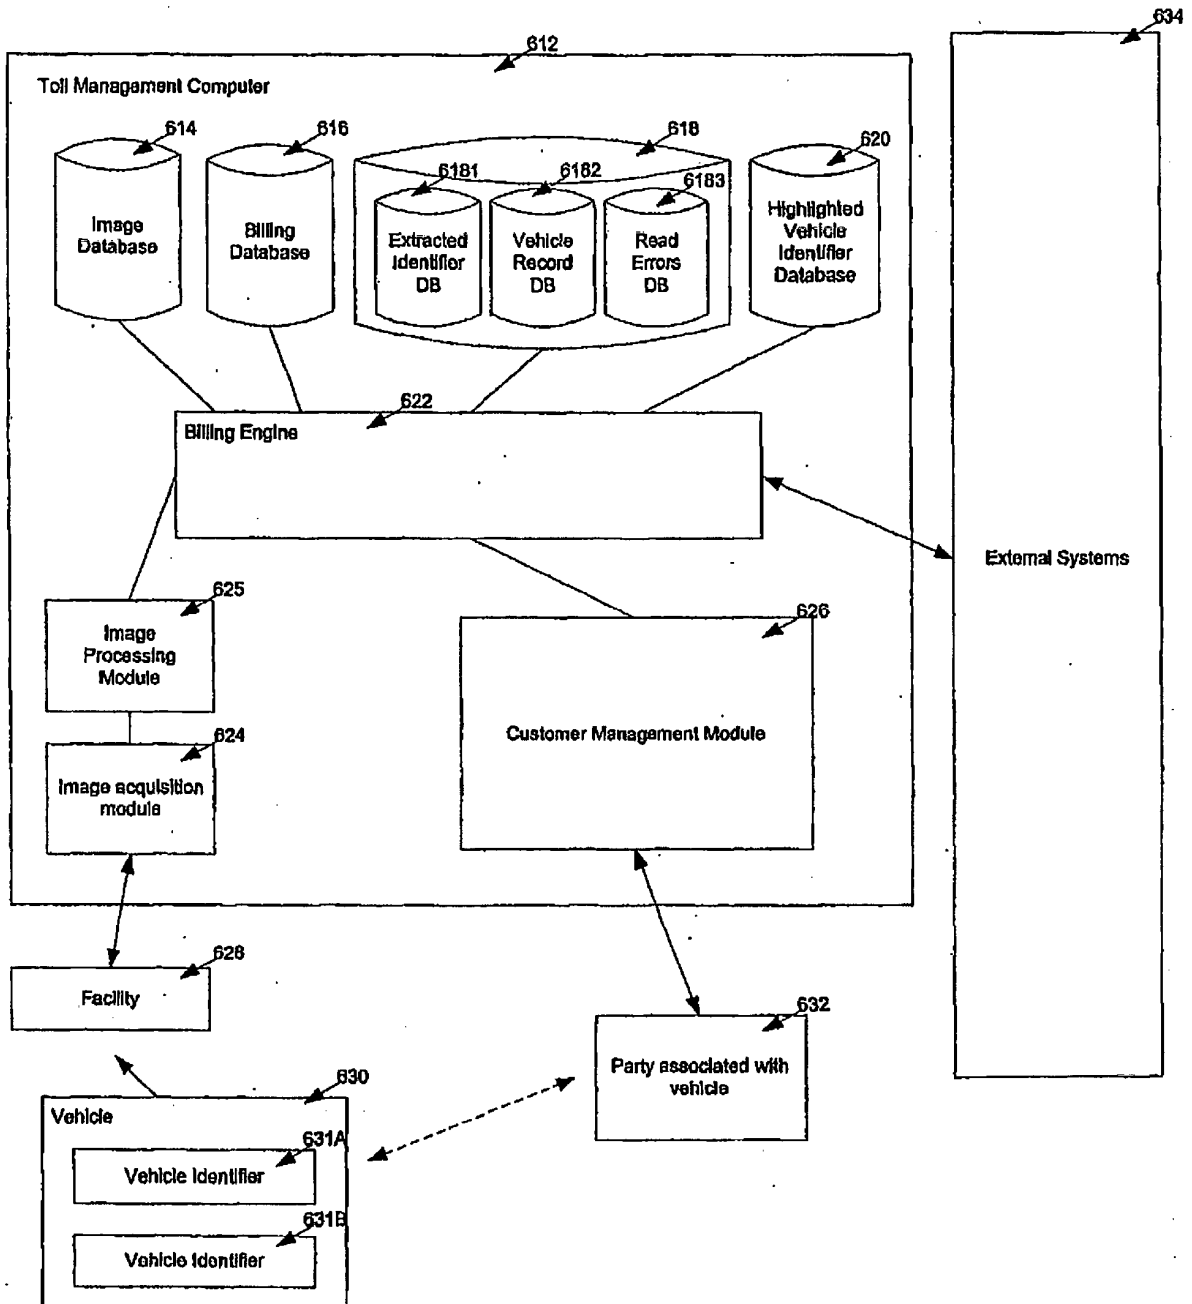 634
612
Toll Management Computer
614
616
618
620
6181
6182
6183
Image
Database
Billing
Database
Extracted
Identifier
DB
Vehicle
Record
DB
Read
Errors
DB
Highlighted
Vehicle
Identifier
Database
622
Billing Engine
External Systems
625
Image
Processing
Module
626
Customer Management Module
624
Image acquisition
module
628
Facility
632
Party associated with
vehicle
630
Vehicle
631A
Vehicle Identifier
631B
Vehicle Identifier